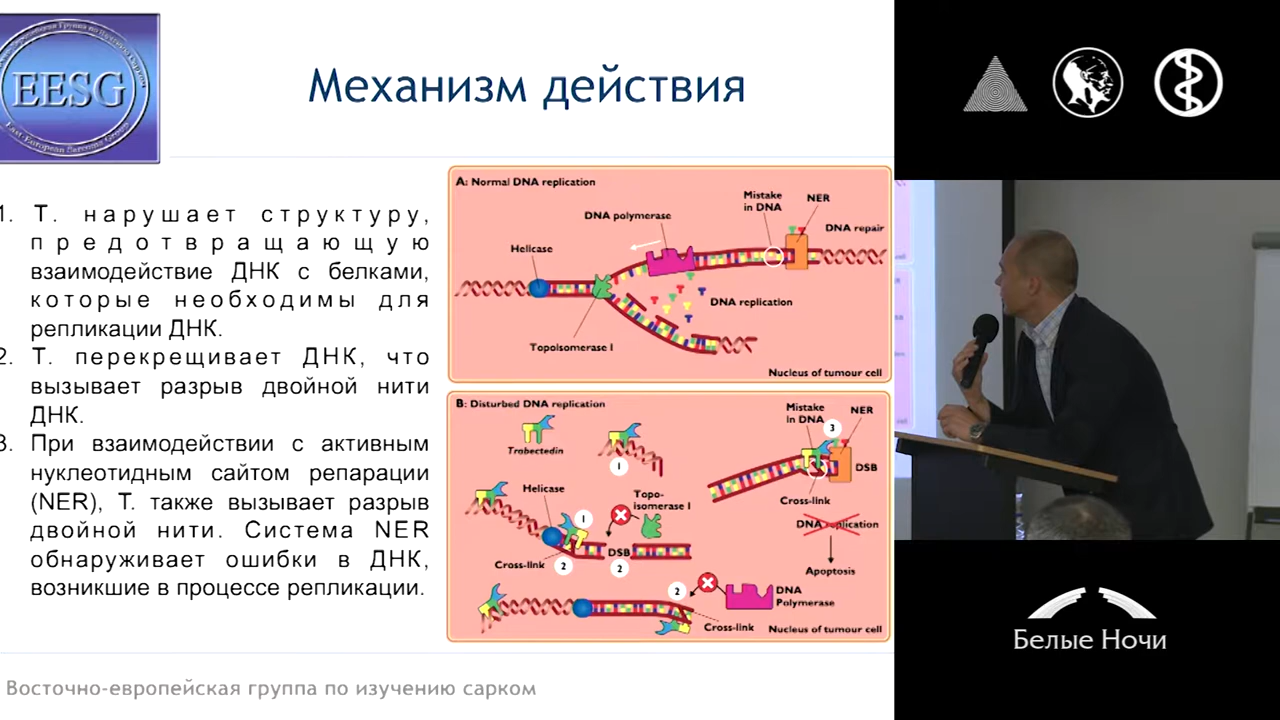 EESG
East-European Sarcoma Group
Механизм действия
1. Т. нарушает структуру,
предотвращающую
взаимодействие ДНК с белками,
которые необходимы для
репликации ДНК.
2. Т. перекрещивает ДНК, что
вызывает разрыв двойной нити
ДНК.
3. При взаимодействии с активным
нуклеотидным сайтом репарации
(NER), Т. также вызывает разрыв
двойной нити. Система NER
обнаруживает ошибки в ДНК,
возникшие в процессе репликации.
A: Normal DNA replication
Mistake
in DNA
NER
DNA polymerase
DNA repair
Helicase
DNA replication
Topoisomerase I
Nucleus of tumour cell
B: Disturbed DNA replication
Mistake
in DNA
NER
3
Trabectedin
1
DSB
Helicase
Topo-
isomerase I
Cross-link
1
DNA replication
DSB
Cross-link
2
2
Apoptosis
2
DNA
Polymerase
Cross-link
Nucleus of tumour cell
Восточно-европейская группа по изучению сарком
Белые Ночи